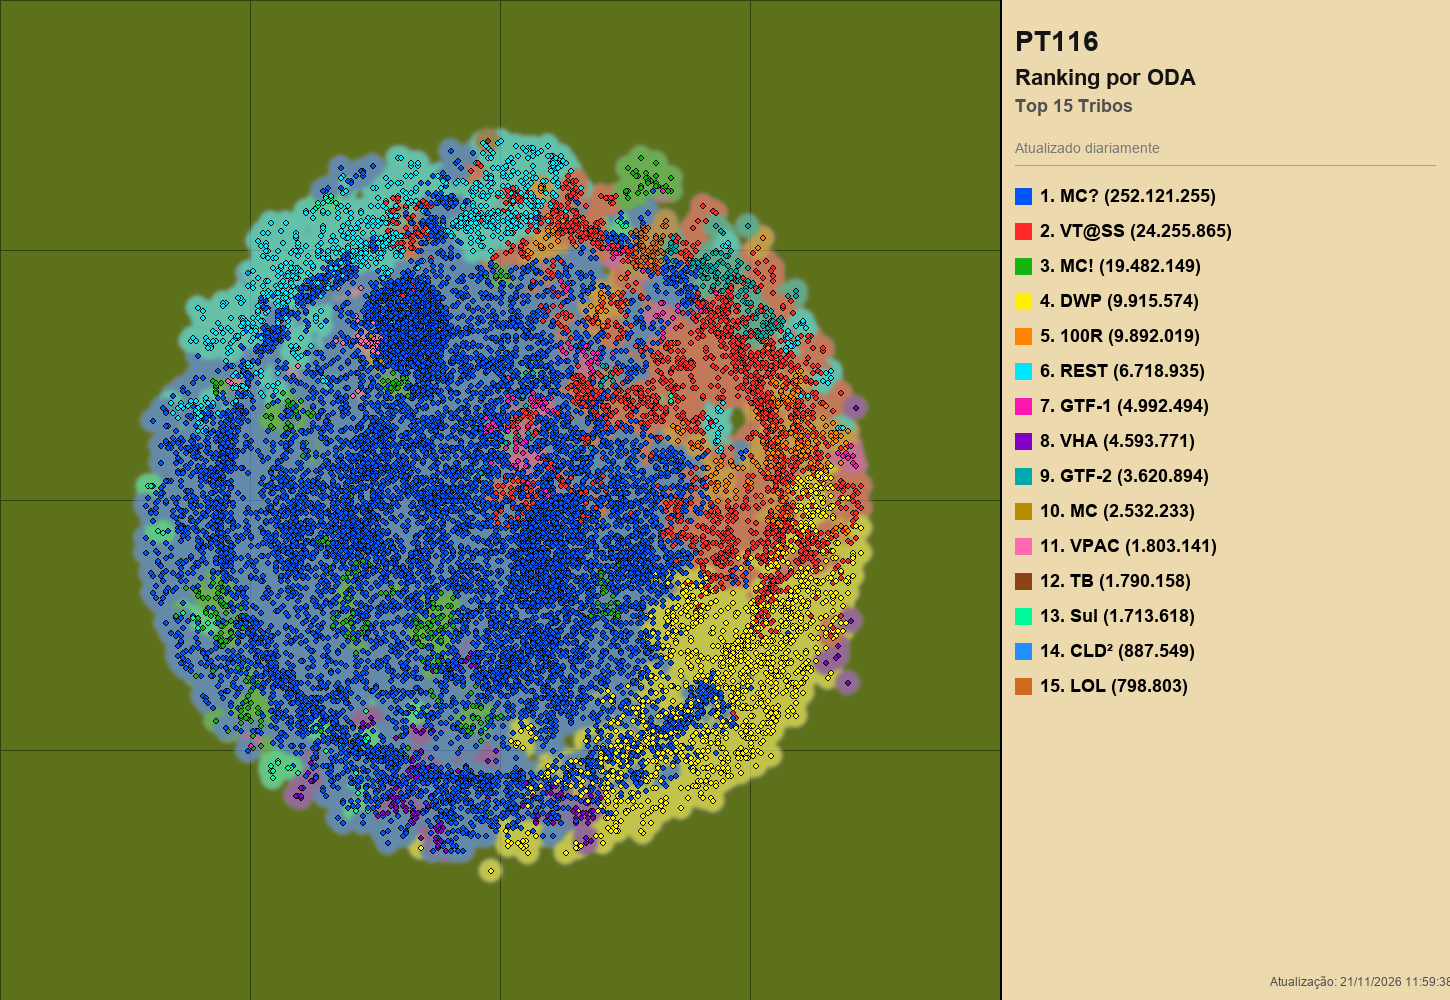 PT116
Ranking por ODA
Top 15 Tribos
Atualizado diariamente
1. MC? (252.121.255)
2. VT@SS (24.255.865)
3. MC! (19.482.149)
4. DWP (9.915.574)
5. 100R (9.892.019)
6. REST (6.718.935)
7. GTF-1 (4.992.494)
8. VHA (4.593.771)
9. GTF-2 (3.620.894)
10. MC (2.532.233)
11. VPAC (1.803.141)
12. TB (1.790.158)
13. Sul (1.713.618)
14. CLD² (887.549)
15. LOL (798.803)
Atualização: 21/11/2026 11:59:38